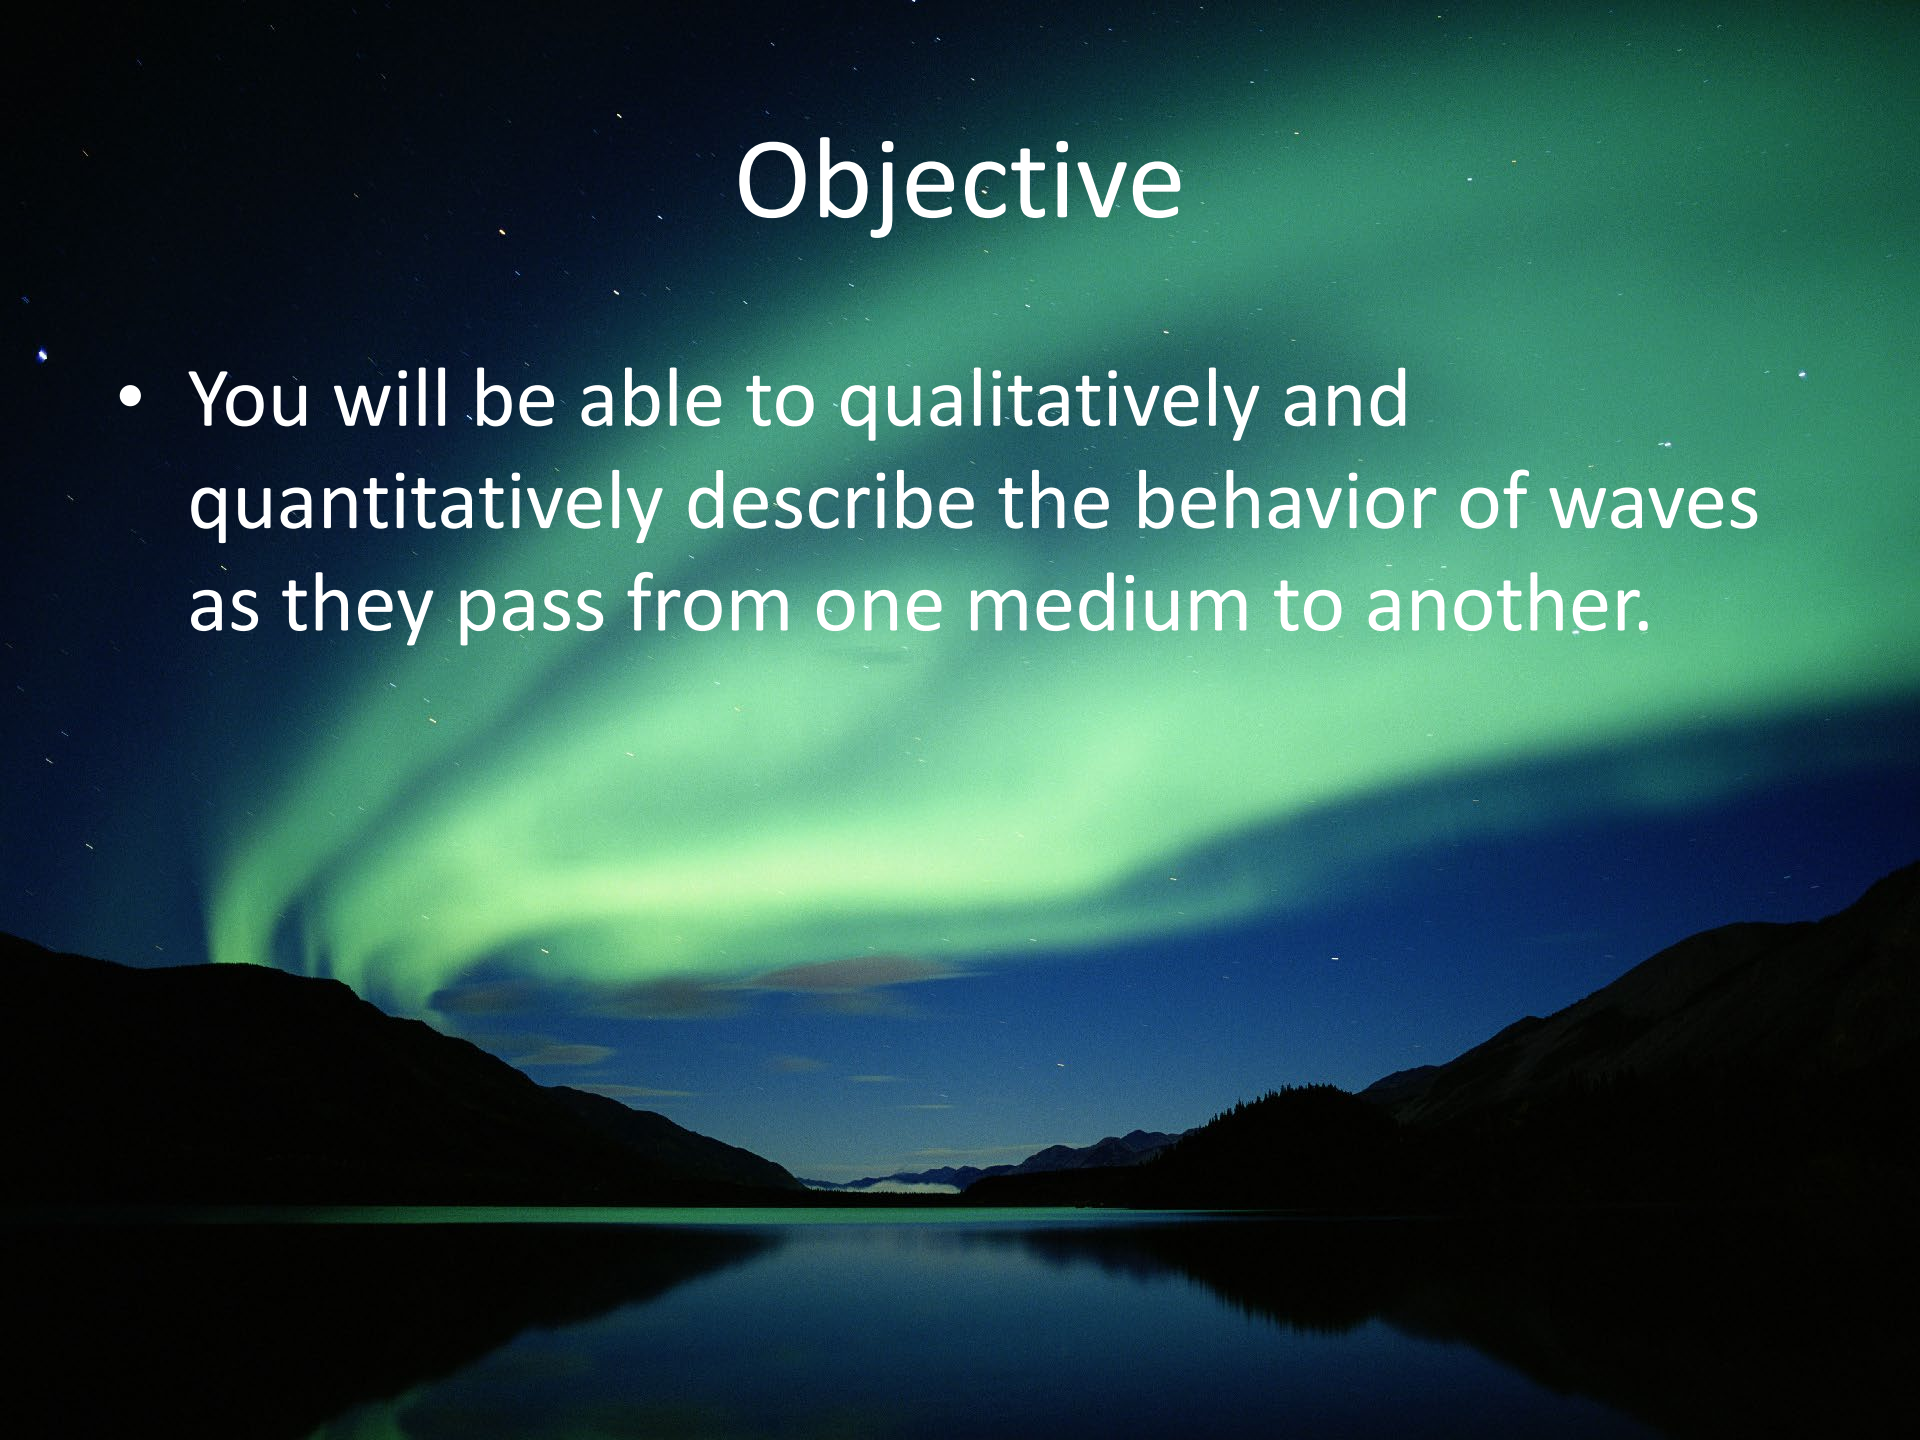 Objective
• You will be able to qualitatively and
quantitatively describe the behavior of waves
as they pass from one medium to another.